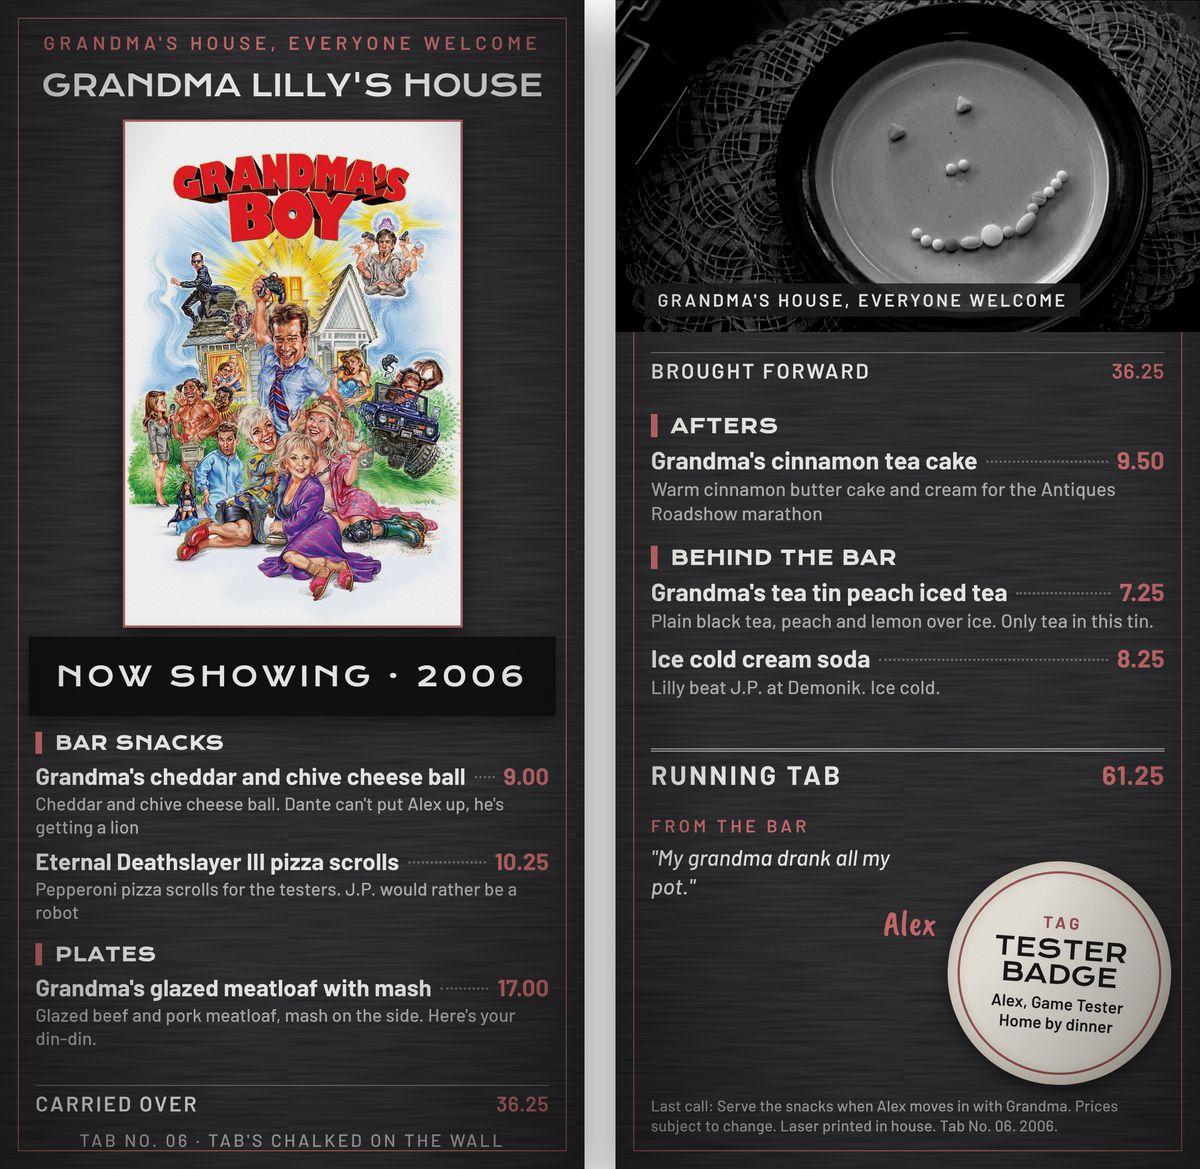 GRANDMA'S HOUSE, EVERYONE WELCOME
GRANDMA LILLY'S HOUSE
GRANDMA'S
BOY
NOW SHOWING · 2006
BAR SNACKS
Grandma's cheddar and chive cheese ball 9.00
Cheddar and chive cheese ball. Dante can't put Alex up, he's
getting a lion
Eternal Deathslayer III pizza scrolls 10.25
Pepperoni pizza scrolls for the testers. J.P. would rather be a
robot
PLATES
Grandma's glazed meatloaf with mash 17.00
Glazed beef and pork meatloaf, mash on the side. Here's your
din-din.
CARRIED OVER 36.25
TAB NO. 06 · TAB'S CHALKED ON THE WALL
GRANDMA'S HOUSE, EVERYONE WELCOME
BROUGHT FORWARD 36.25
AFTERS
Grandma's cinnamon tea cake 9.50
Warm cinnamon butter cake and cream for the Antiques
Roadshow marathon
BEHIND THE BAR
Grandma's tea tin peach iced tea 7.25
Plain black tea, peach and lemon over ice. Only tea in this tin.
Ice cold cream soda 8.25
Lilly beat J.P. at Demonik. Ice cold.
RUNNING TAB 61.25
FROM THE BAR
"My grandma drank all my
pot."
Alex
TAG
TESTER
BADGE
Alex, Game Tester
Home by dinner
Last call: Serve the snacks when Alex moves in with Grandma. Prices
subject to change. Laser printed in house. Tab No. 06. 2006.